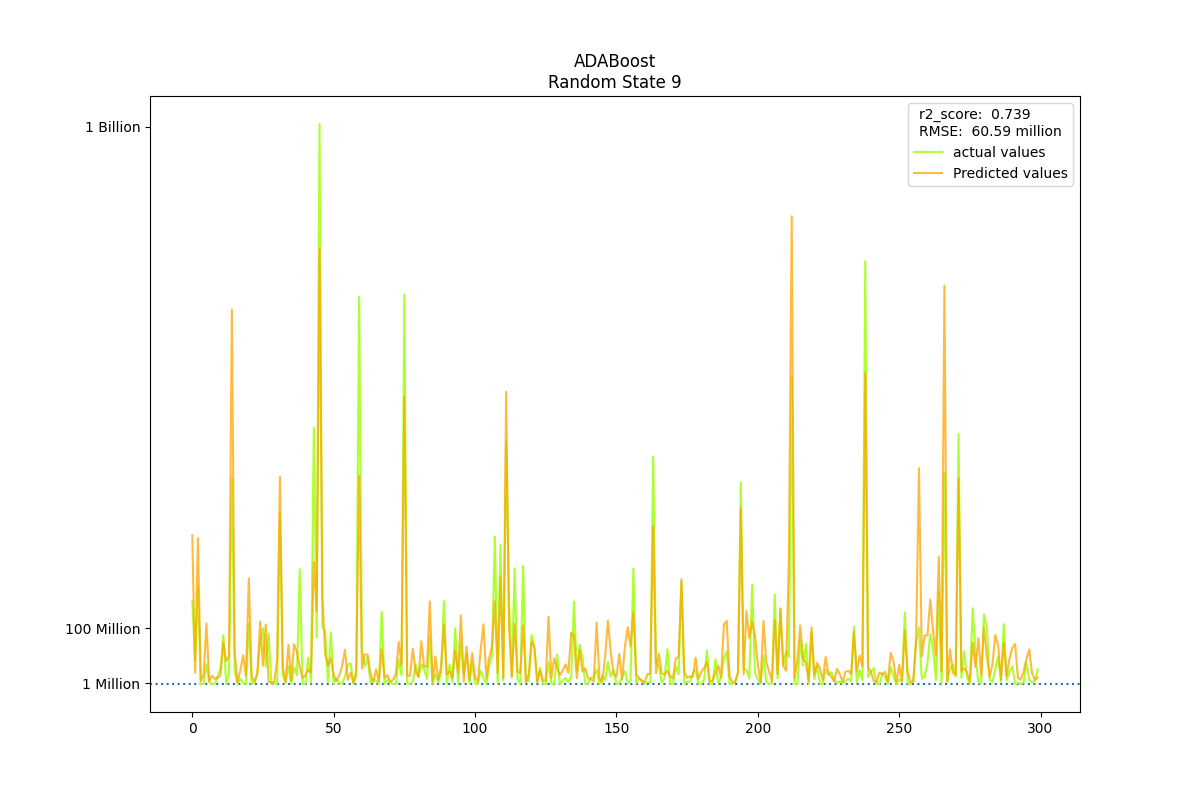 ADABoost
Random State 9
r2_score:  0.739
RMSE:  60.59 million
actual values
Predicted values
1 Billion
100 Million
1 Million
0
50
100
150
200
250
300